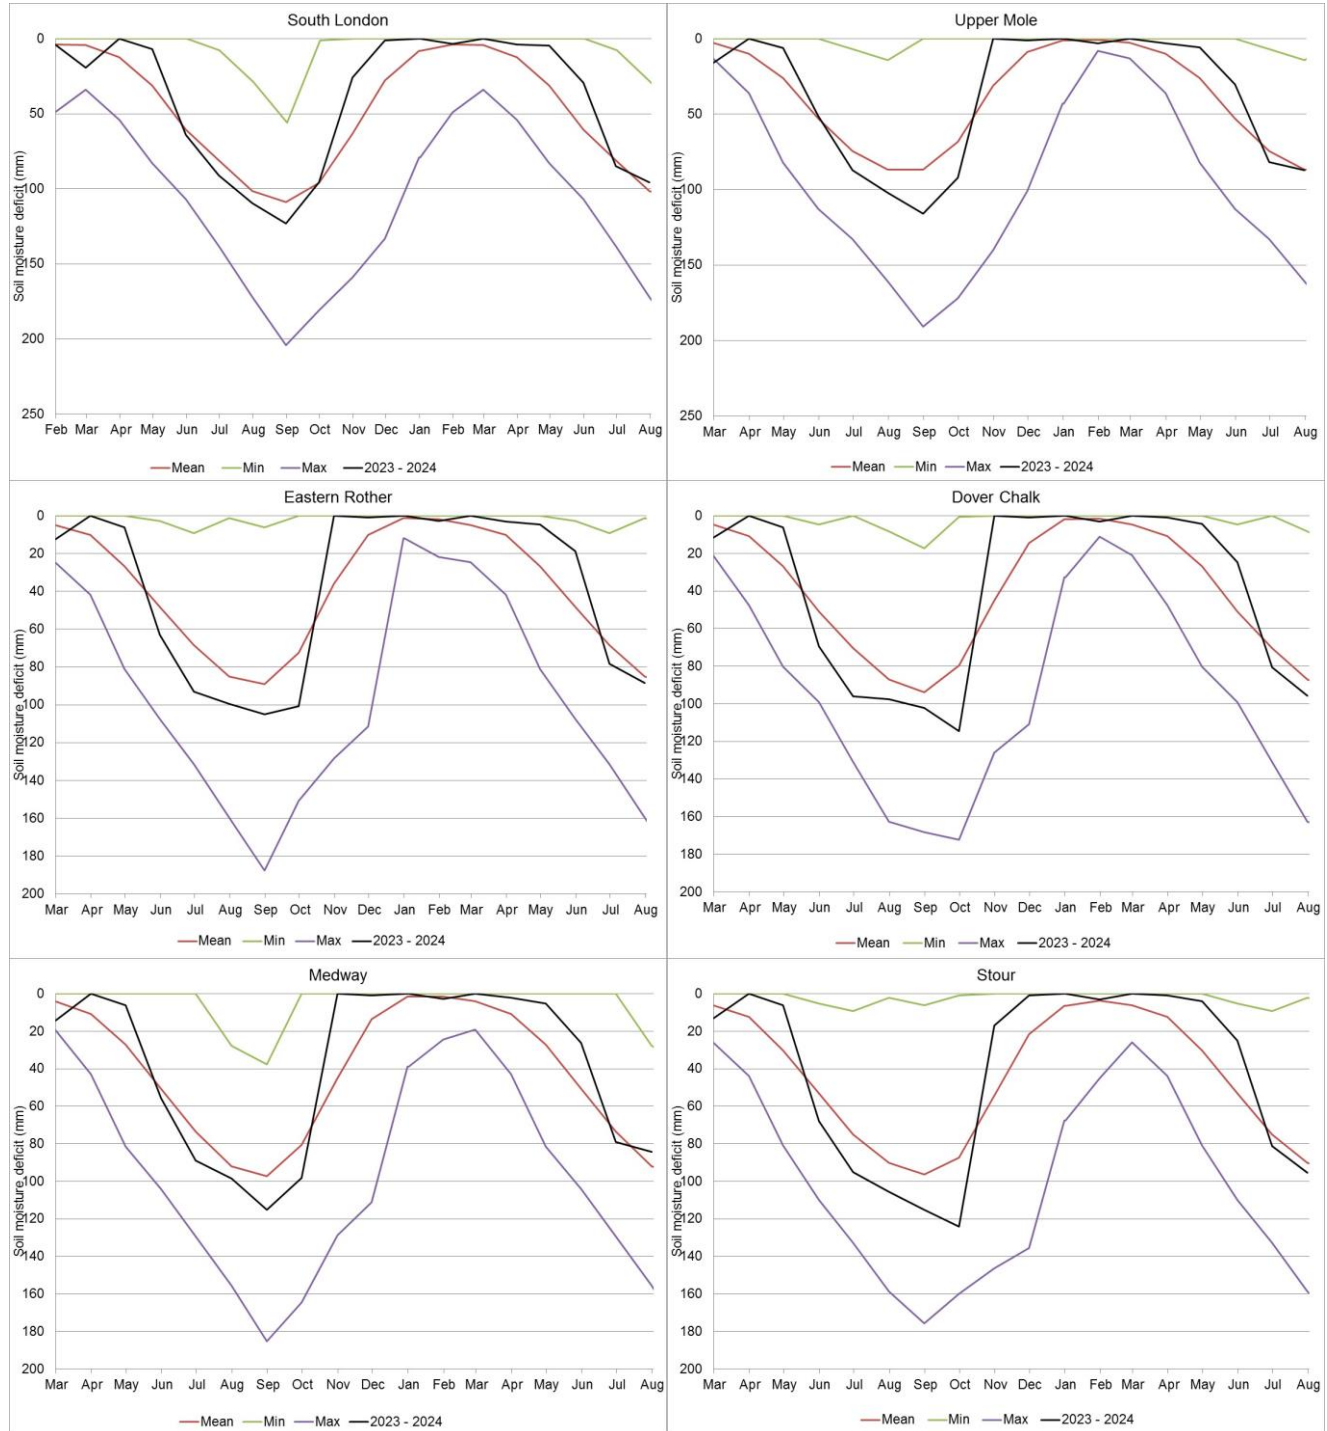 South London
Soil moisture deficit (mm)
0
50
100
150
200
250
Feb Mar Apr May Jun Jul Aug Sep Oct Nov Dec Jan Feb Mar Apr May Jun Jul Aug
Mean Min Max 2023 - 2024
Upper Mole
Soil moisture deficit (mm)
0
50
100
150
200
250
Mar Apr May Jun Jul Aug Sep Oct Nov Dec Jan Feb Mar Apr May Jun Jul Aug
Mean Min Max 2023 - 2024
Eastern Rother
Soil moisture deficit (mm)
0
20
40
60
80
100
120
140
160
180
200
Mar Apr May Jun Jul Aug Sep Oct Nov Dec Jan Feb Mar Apr May Jun Jul Aug
Mean Min Max 2023 - 2024
Dover Chalk
Soil moisture deficit (mm)
0
20
40
60
80
100
120
140
160
180
200
Mar Apr May Jun Jul Aug Sep Oct Nov Dec Jan Feb Mar Apr May Jun Jul Aug
Mean Min Max 2023 - 2024
Medway
Soil moisture deficit (mm)
0
20
40
60
80
100
120
140
160
180
200
Mar Apr May Jun Jul Aug Sep Oct Nov Dec Jan Feb Mar Apr May Jun Jul Aug
Mean Min Max 2023 - 2024
Stour
Soil moisture deficit (mm)
0
20
40
60
80
100
120
140
160
180
200
Mar Apr May Jun Jul Aug Sep Oct Nov Dec Jan Feb Mar Apr May Jun Jul Aug
Mean Min Max 2023 - 2024